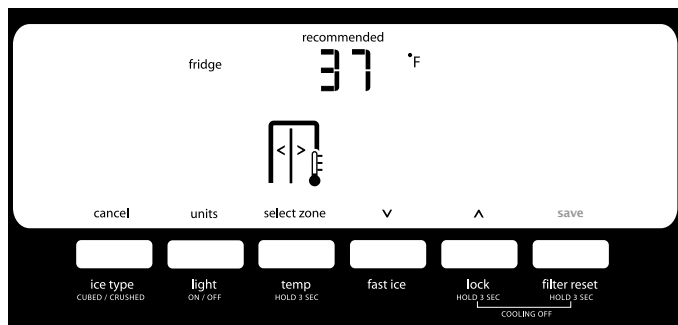 recommended
fridge 37 °F
< >
cancel units select zone ∨ ∧ save
ice type light temp fast ice lock filter reset
CUBED / CRUSHED ON / OFF HOLD 3 SEC HOLD 3 SEC HOLD 3 SEC
COOLING OFF